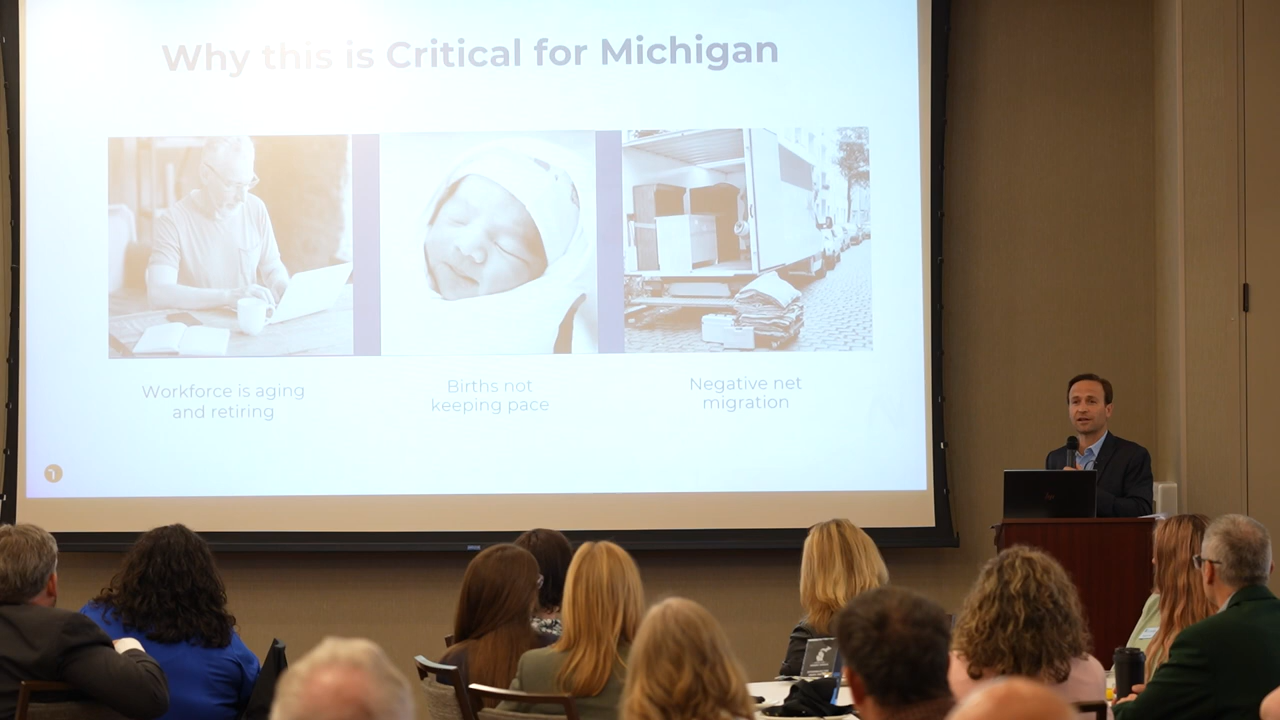 Why this is Critical for Michigan
Workforce is aging
and retiring
Births not
keeping pace
Negative net
migration